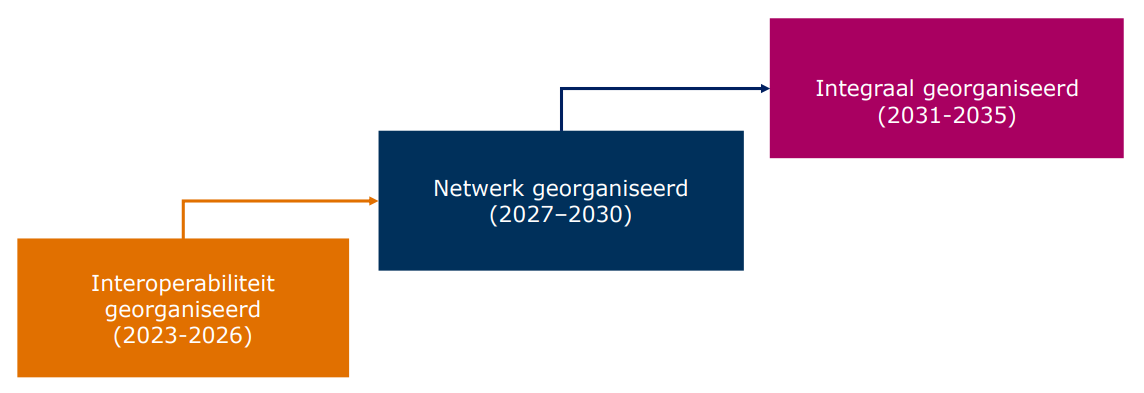 Integraal georganiseerd
(2031-2035)
Netwerk georganiseerd
(2027–2030)
Interoperabiliteit
georganiseerd
(2023-2026)